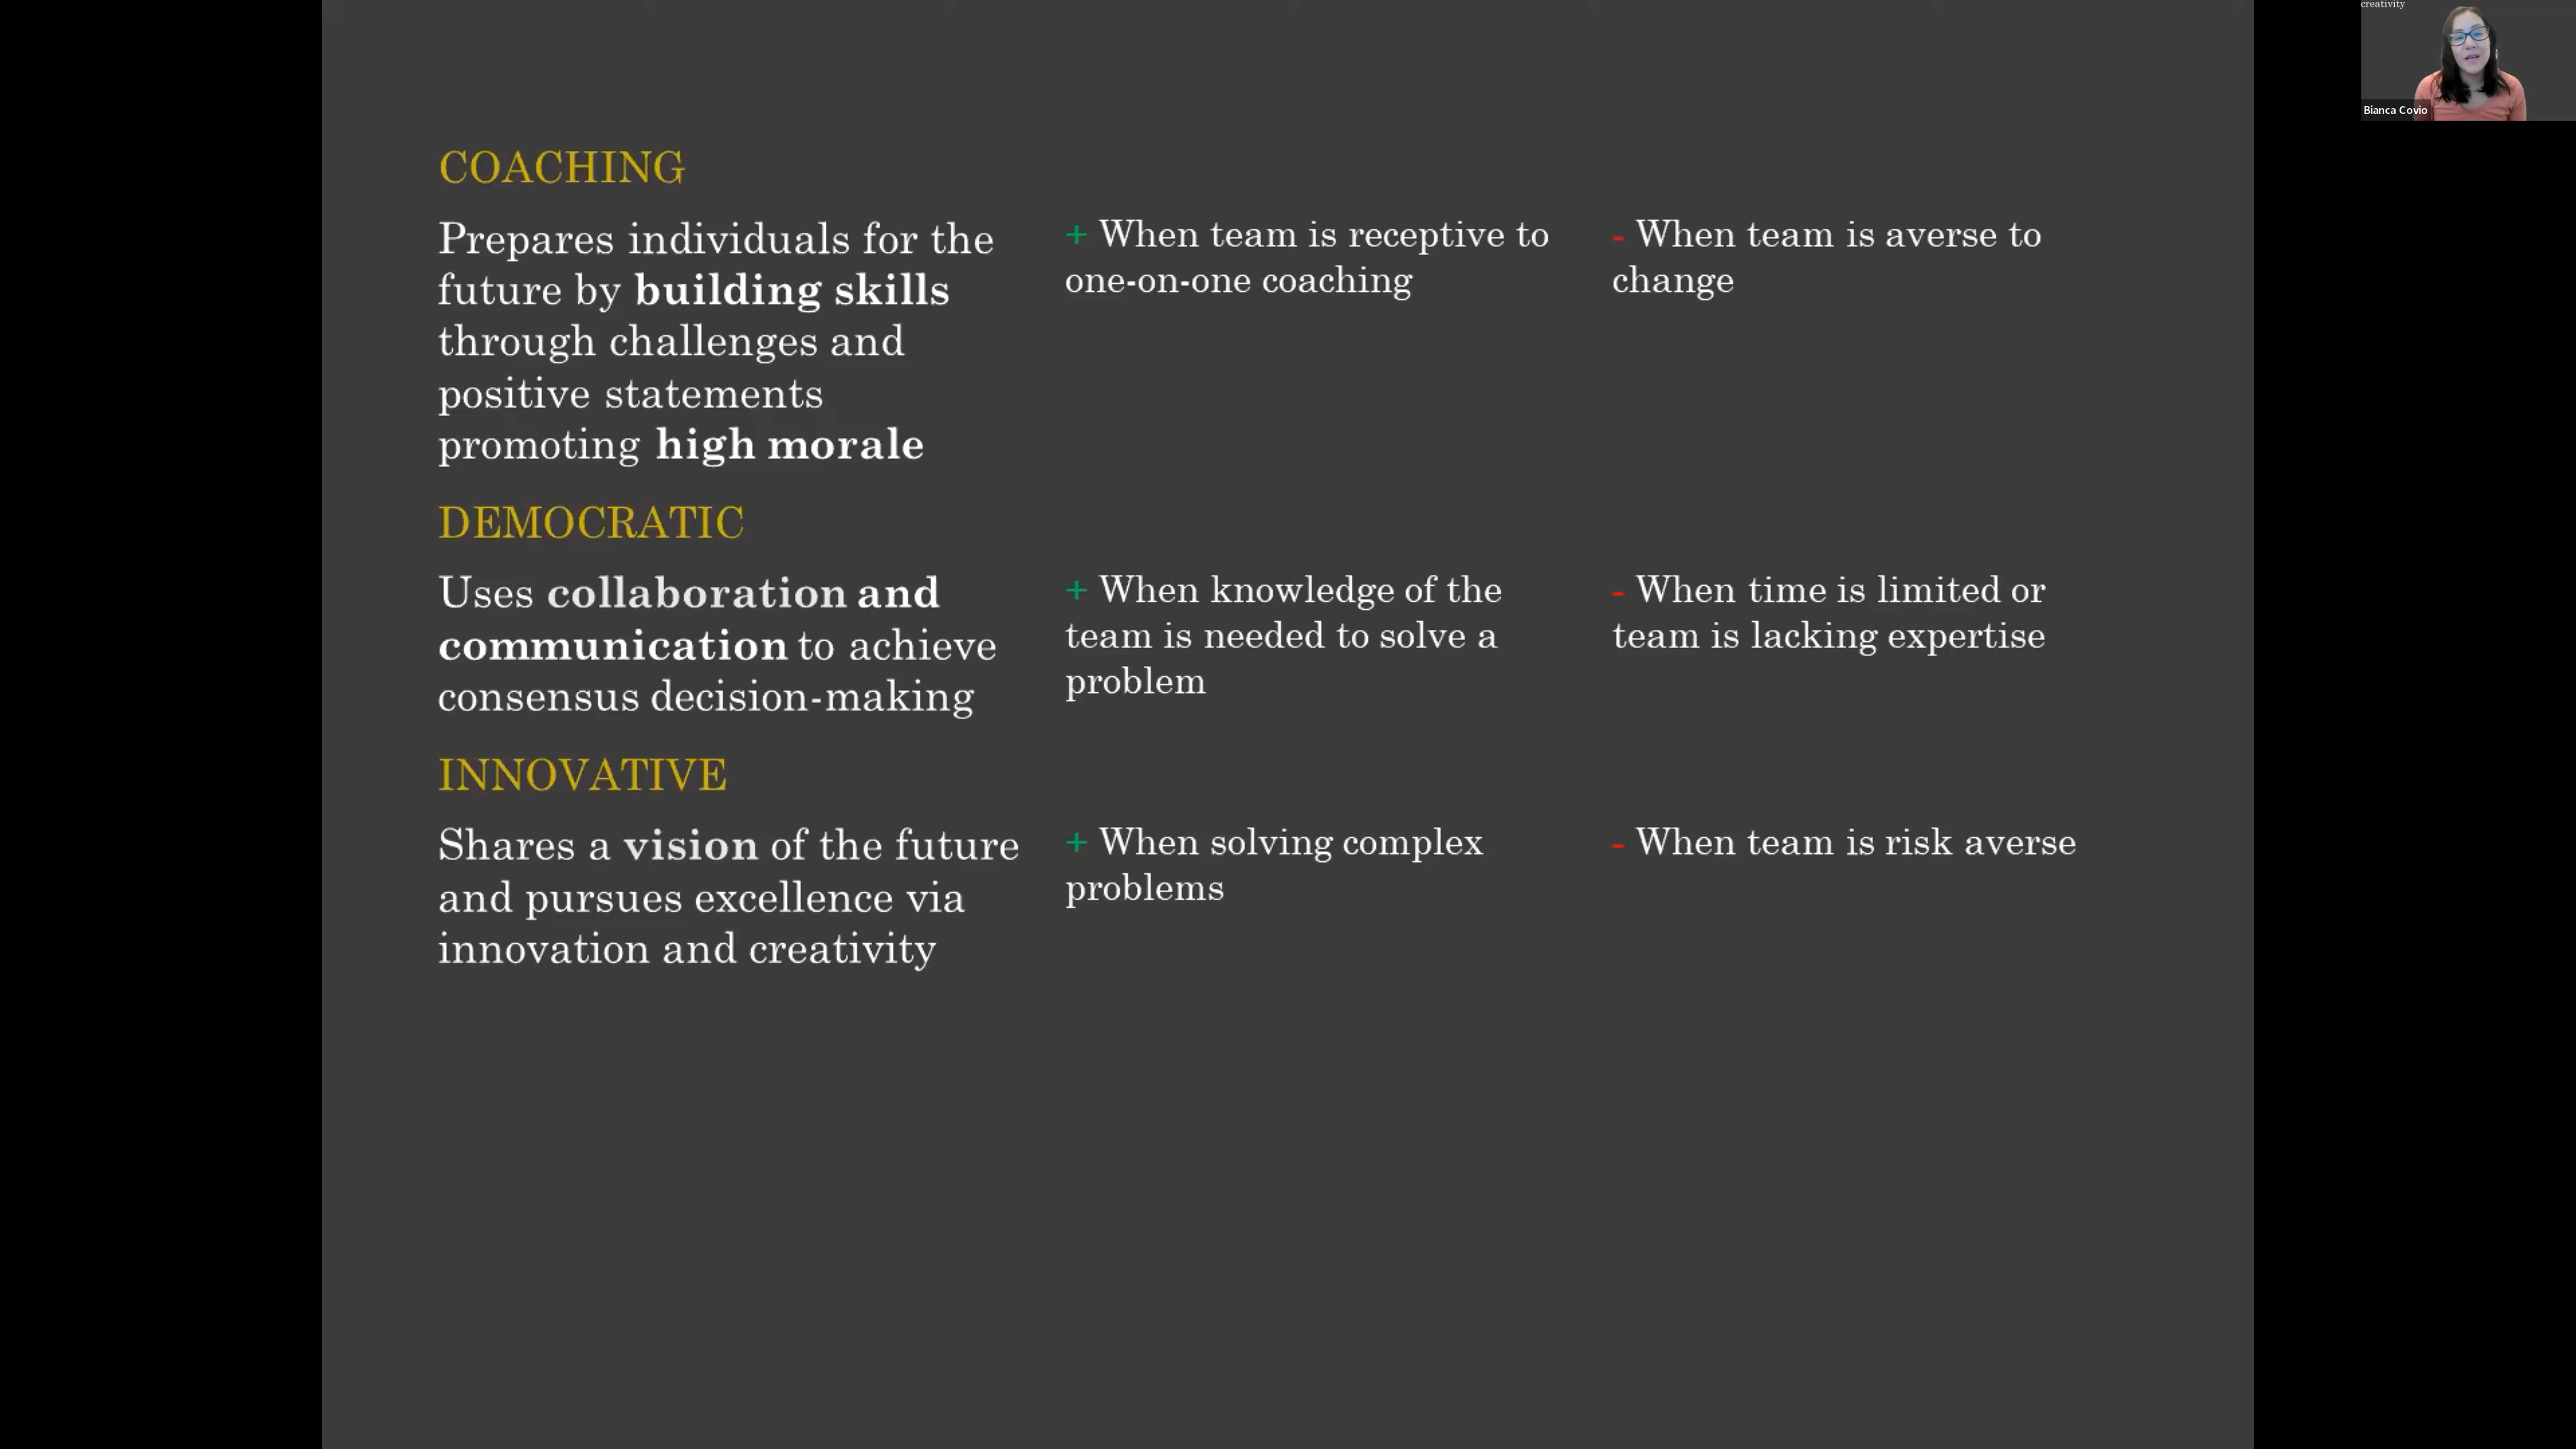 creativity
Bianca Covio
COACHING
Prepares individuals for the
future by building skills
through challenges and
positive statements
promoting high morale
+ When team is receptive to
one-on-one coaching
- When team is averse to
change
DEMOCRATIC
Uses collaboration and
communication to achieve
consensus decision-making
+ When knowledge of the
team is needed to solve a
problem
- When time is limited or
team is lacking expertise
INNOVATIVE
Shares a vision of the future
and pursues excellence via
innovation and creativity
+ When solving complex
problems
- When team is risk averse